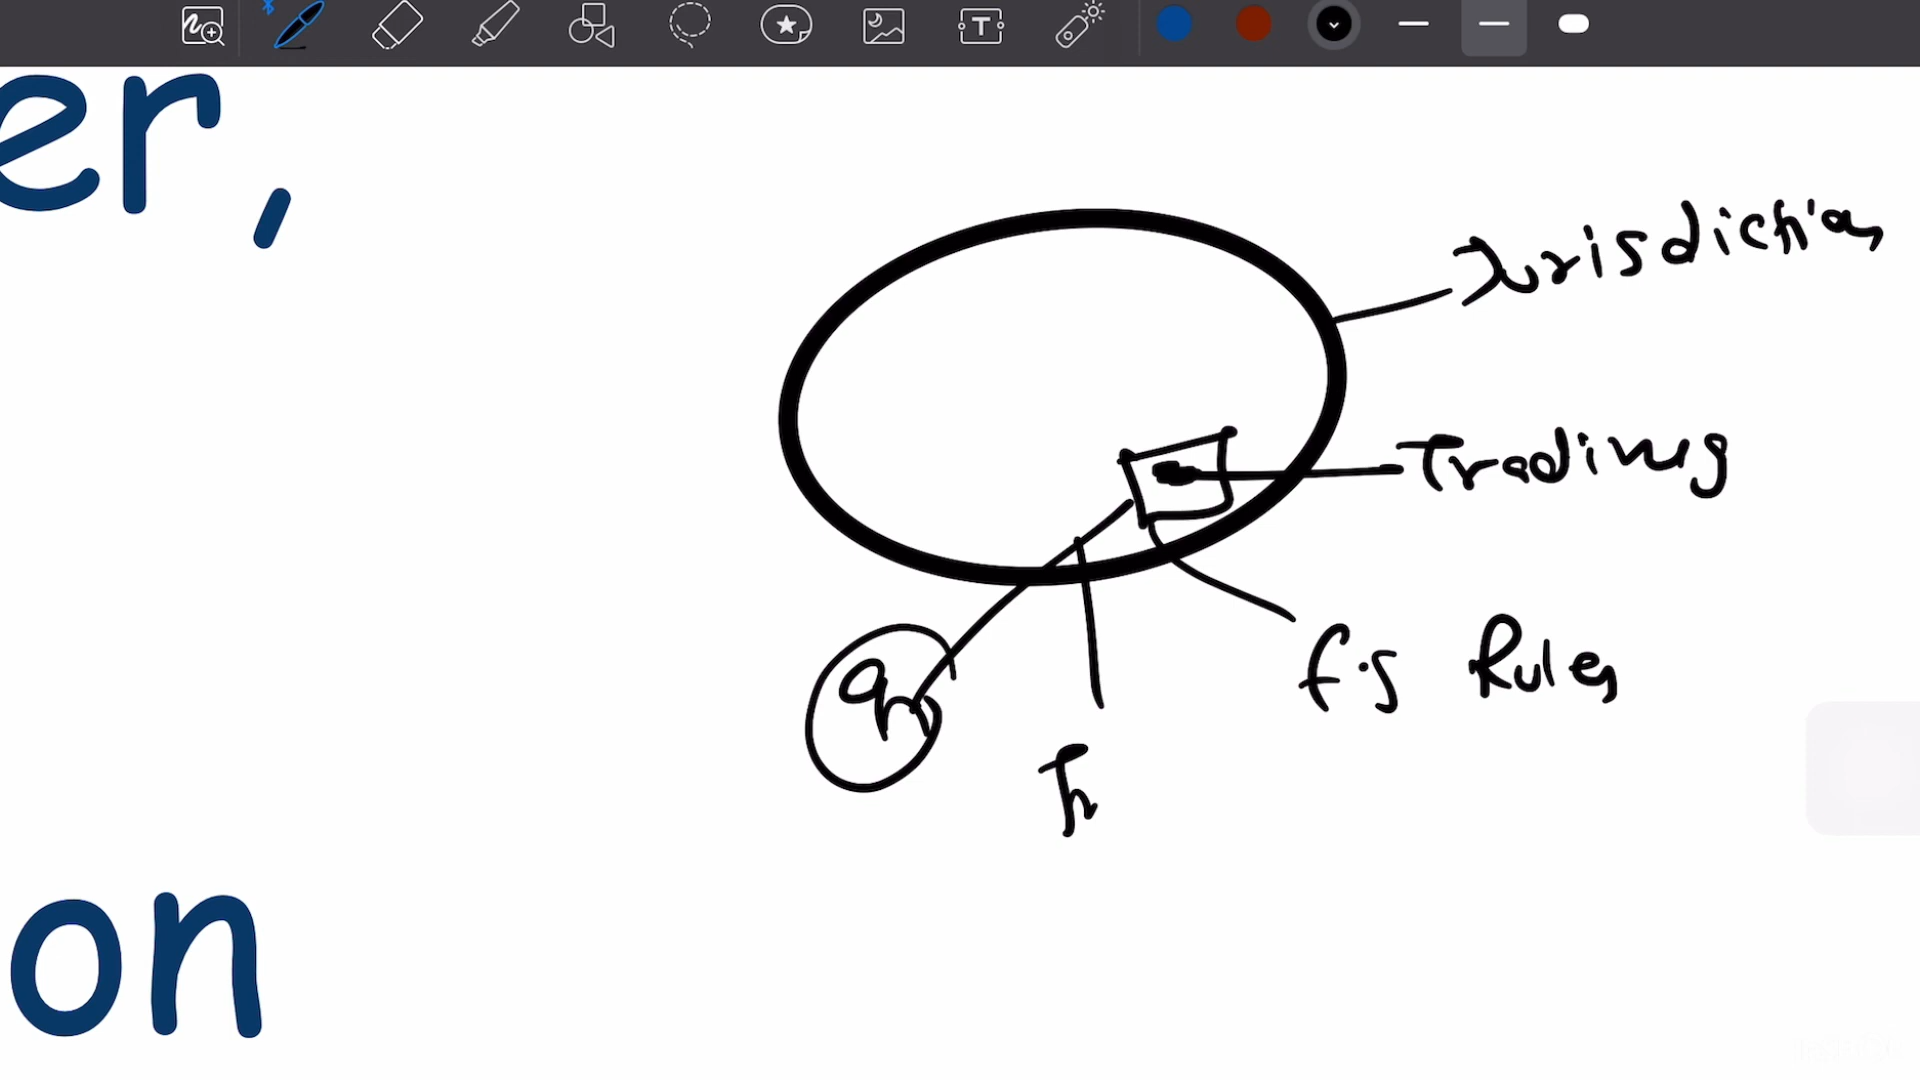 er,
Jurisdiction
Trading
f.s Rules
on